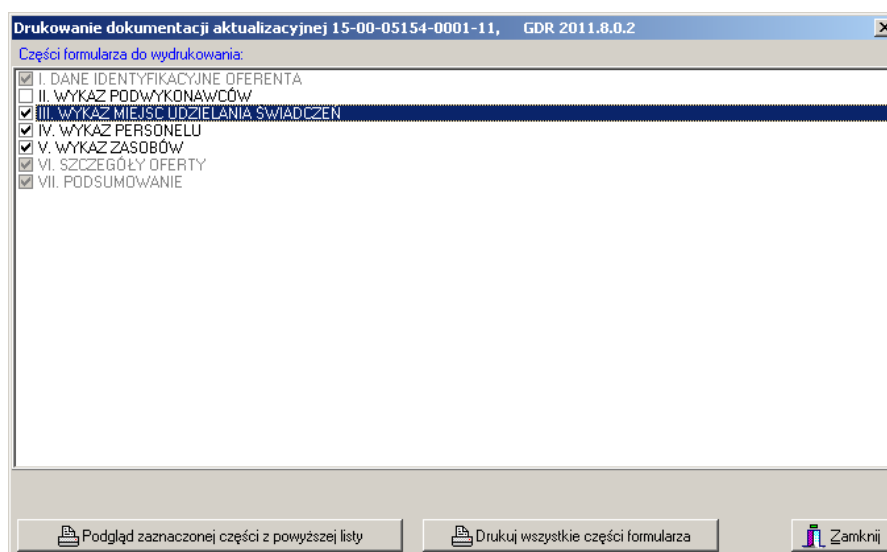 Drukowanie dokumentacji aktualizacyjnej 15-00-05154-0001-11, GDR 2011.8.0.2
Części formularza do wydrukowania:
I. DANE IDENTYFIKACYJNE OFERENTA
II. WYKAZ PODWYKONAWCÓW
III. WYKAZ MIEJSC UDZIELANIA ŚWIADCZEŃ
IV. WYKAZ PERSONELU
V. WYKAZ ZASOBÓW
VI. SZCZEGÓŁY OFERTY
VII. PODSUMOWANIE
Podgląd zaznaczonej części z powyższej listy Drukuj wszystkie części formularza Zamknij